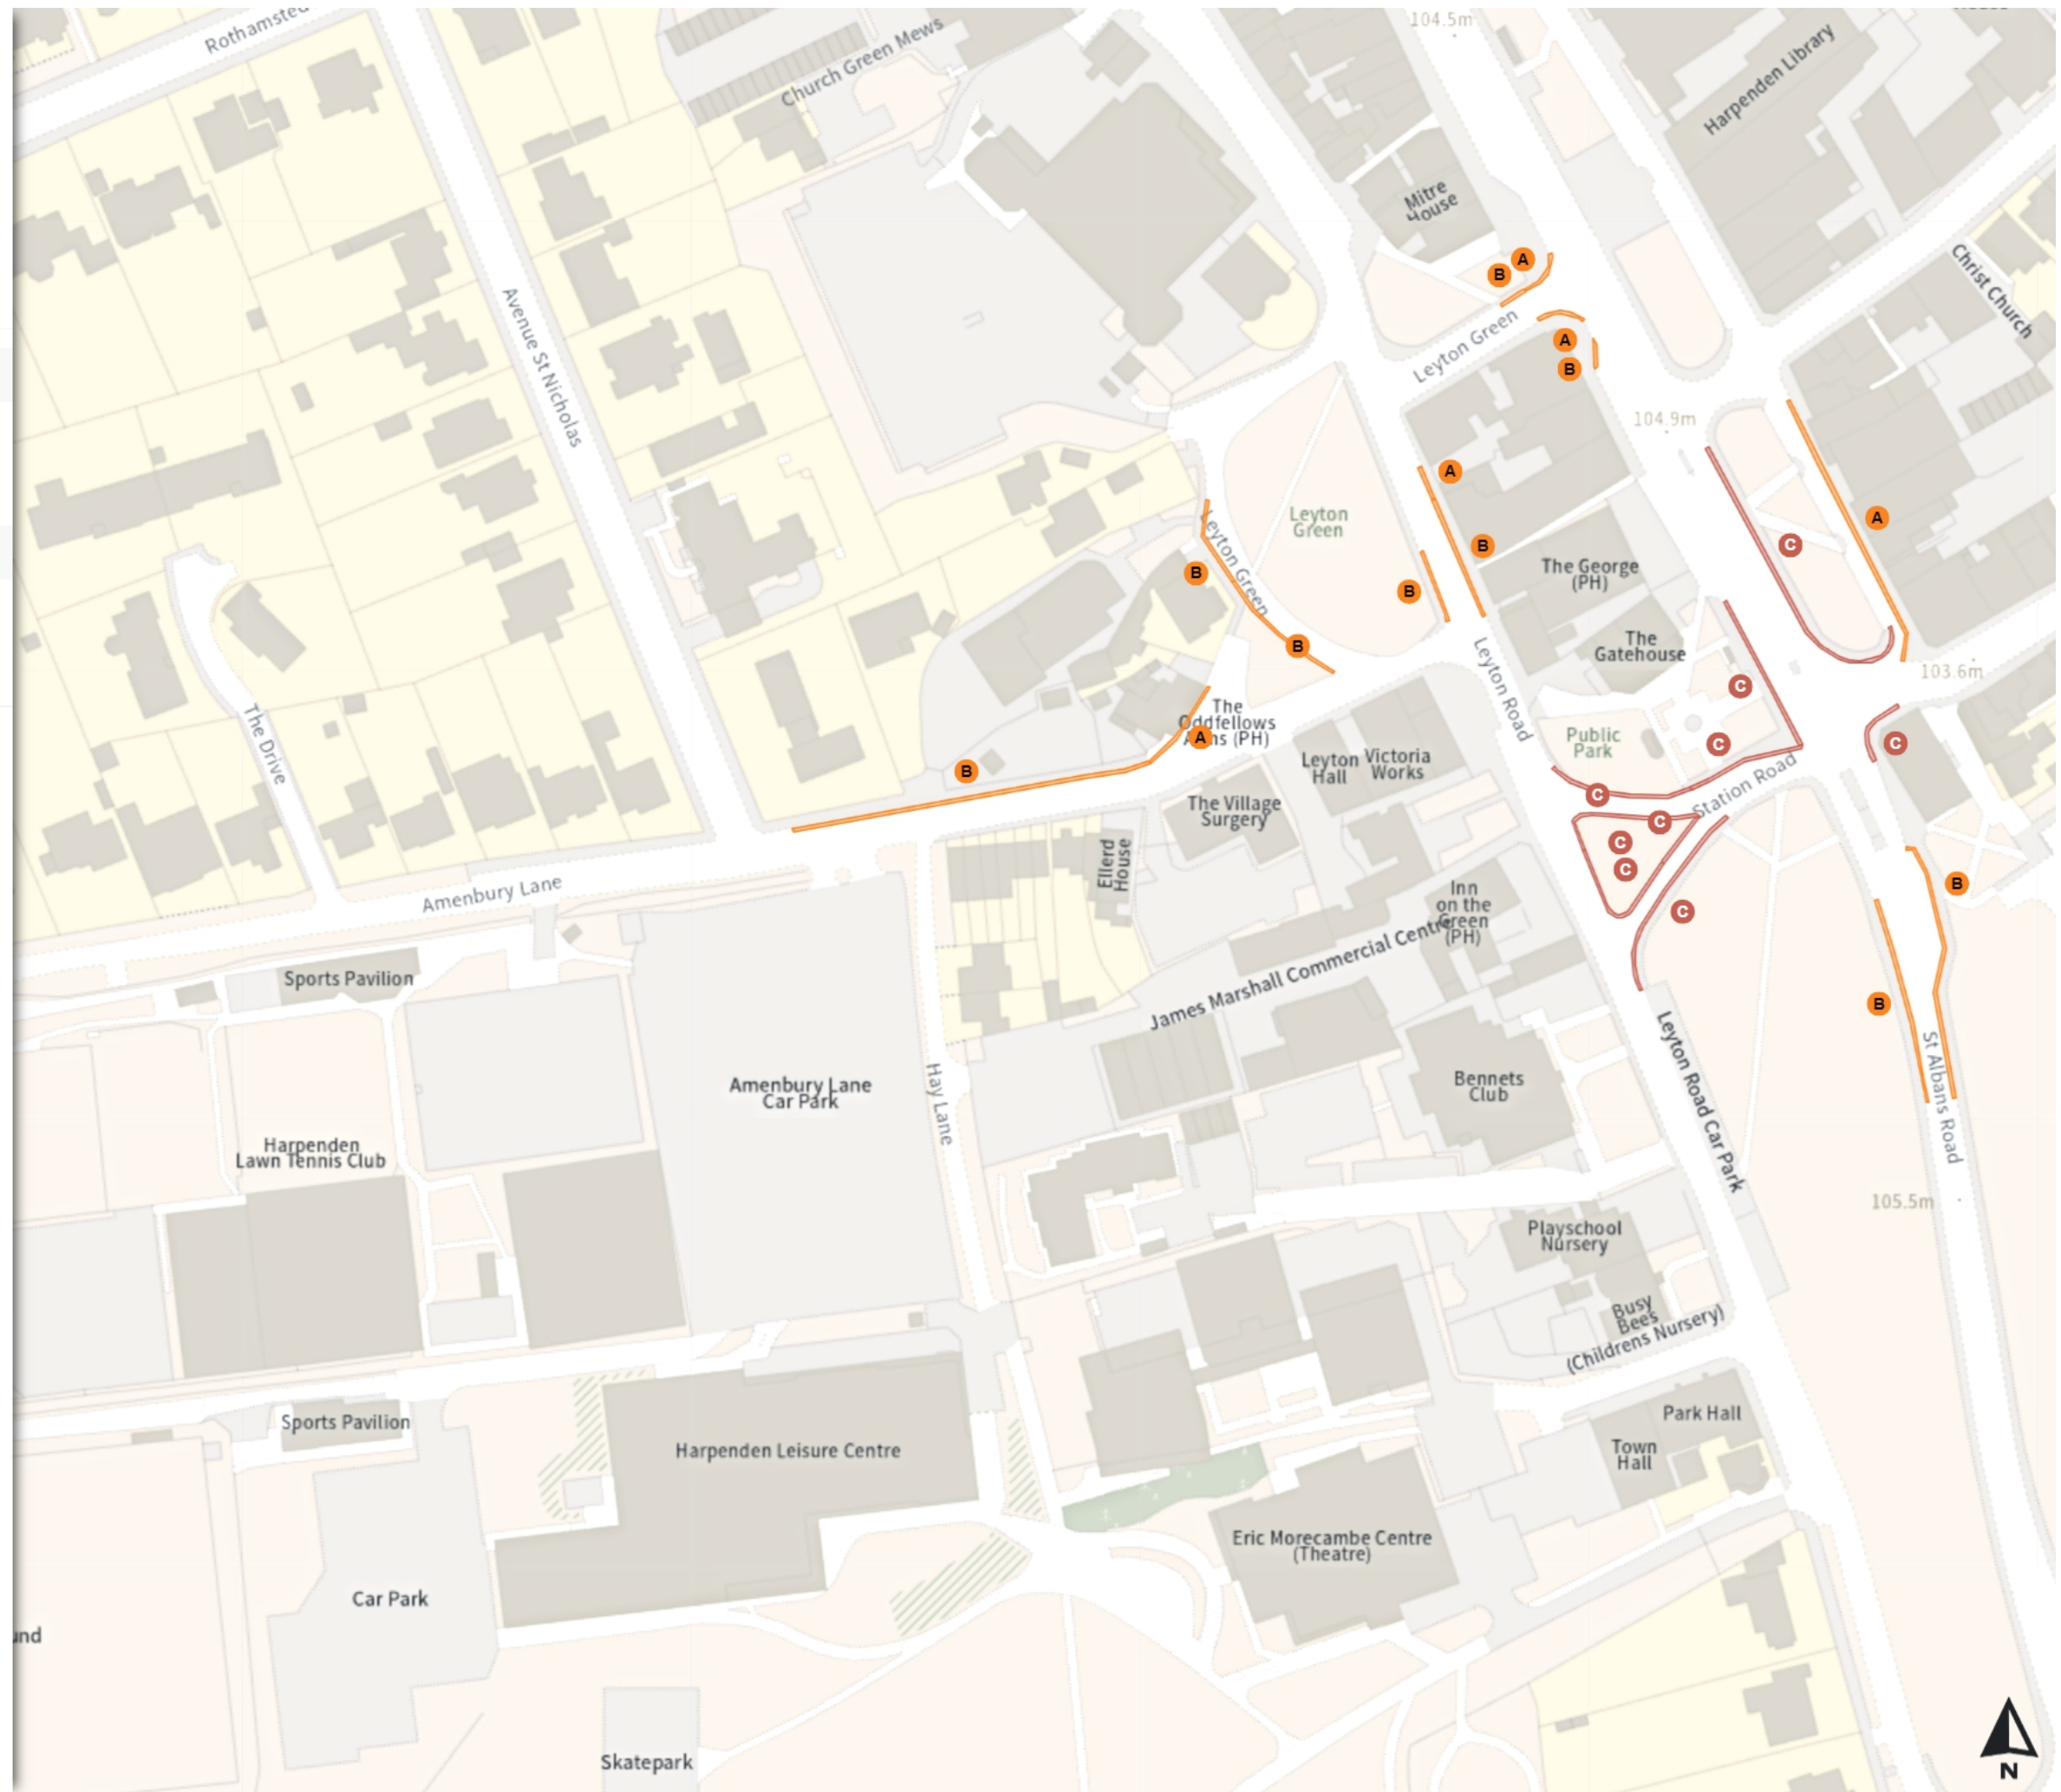 104.5m
Rothamsted
Church Green Mews
Harpenden Library
Mitre
House
A
B
Christ Church
Leyton Green
A
B
Avenue St Nicholas
104.9m
A
B
A
C
Leyton
Green
Leyton Green
B
B
B
B
The George
(PH)
The
Gatehouse
C
103.6m
Leyton Road
The
Oddfellows
Arms (PH)
A
B
Public
Park
C
C
C
Station Road
C
C
C
C
The Drive
Leyton
Hall
Victoria
Works
The Village
Surgery
Ellerd
House
Amenbury Lane
Inn
on the
Green
(PH)
B
B
James Marshall Commercial Centre
Sports Pavilion
Leyton Road Car Park
St Albans Road
Hay Lane
Amenbury Lane
Car Park
Bennets
Club
Harpenden
Lawn Tennis Club
105.5m
Playschool
Nursery
Busy
Bees
(Childrens Nursery)
Sports Pavilion
Harpenden Leisure Centre
Park Hall
Town
Hall
Eric Morecambe Centre
(Theatre)
Car Park
und
Skatepark
N